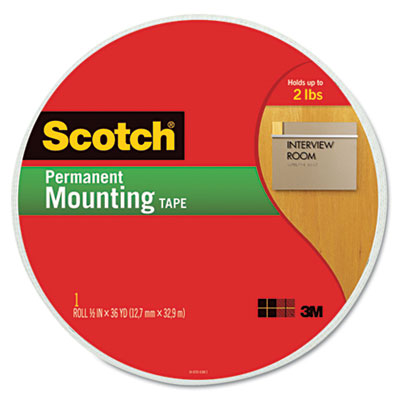 Holds up to
2 lbs
Scotch®
INTERVIEW
ROOM
Permanent
Mounting TAPE
1
ROLL ½ IN × 36 YD (12,7 mm × 32,9 m)
3M